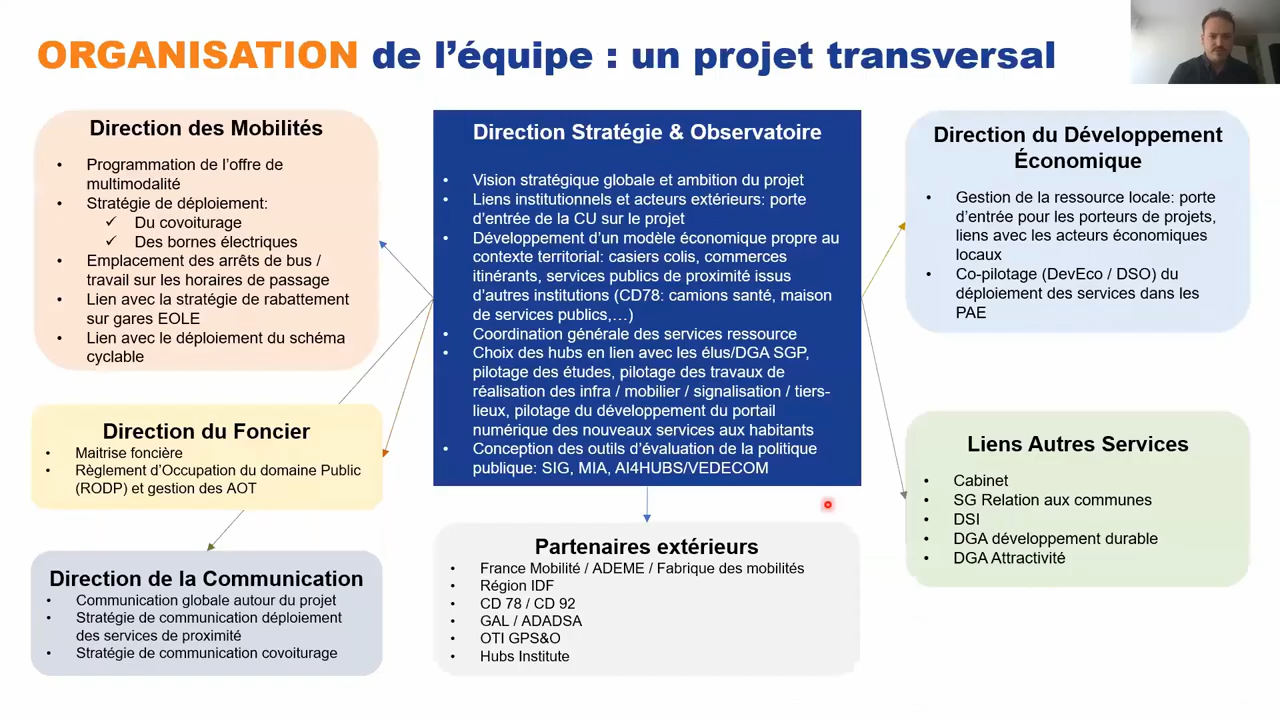 ORGANISATION de l’équipe : un projet transversal
Direction des Mobilités
• Programmation de l’offre de
multimodalité
• Stratégie de déploiement:
✓ Du covoiturage
✓ Des bornes électriques
• Emplacement des arrêts de bus /
travail sur les horaires de passage
• Lien avec la stratégie de rabattement
sur gares EOLE
• Lien avec le déploiement du schéma
cyclable
Direction du Foncier
• Maitrise foncière
• Règlement d’Occupation du domaine Public
(RODP) et gestion des AOT
Direction de la Communication
• Communication globale autour du projet
• Stratégie de communication déploiement
des services de proximité
• Stratégie de communication covoiturage
Direction Stratégie & Observatoire
• Vision stratégique globale et ambition du projet
• Liens institutionnels et acteurs extérieurs: porte
d’entrée de la CU sur le projet
• Développement d’un modèle économique propre au
contexte territorial: casiers colis, commerces
itinérants, services publics de proximité issus
d’autres institutions (CD78: camions santé, maison
de services publics,…)
• Coordination générale des services ressource
• Choix des hubs en lien avec les élus/DGA SGP,
pilotage des études, pilotage des travaux de
réalisation des infra / mobilier / signalisation / tiers-
lieux, pilotage du développement du portail
numérique des nouveaux services aux habitants
• Conception des outils d’évaluation de la politique
publique: SIG, MIA, AI4HUBS/VEDECOM
Partenaires extérieurs
• France Mobilité / ADEME / Fabrique des mobilités
• Région IDF
• CD 78 / CD 92
• GAL / ADADSA
• OTI GPS&O
• Hubs Institute
Direction du Développement
Économique
• Gestion de la ressource locale: porte
d’entrée pour les porteurs de projets,
liens avec les acteurs économiques
locaux
• Co-pilotage (DevEco / DSO) du
déploiement des services dans les
PAE
Liens Autres Services
• Cabinet
• SG Relation aux communes
• DSI
• DGA développement durable
• DGA Attractivité